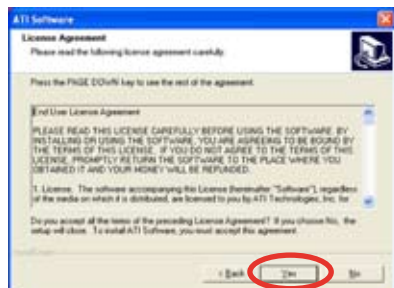 ATI Software
License Agreement
Please read the following license agreement carefully.
Press the PAGE DOWN key to see the rest of the agreement.
End User License Agreement
PLEASE READ THIS LICENSE CAREFULLY BEFORE USING THE SOFTWARE. BY
INSTALLING OR USING THE SOFTWARE, YOU ARE AGREEING TO BE BOUND BY
THE TERMS OF THIS LICENSE. IF YOU DO NOT AGREE TO THE TERMS OF THIS
LICENSE, PROMPTLY RETURN THE SOFTWARE TO THE PLACE WHERE YOU
OBTAINED IT AND YOUR MONEY WILL BE REFUNDED.
1. License. The software accompanying this License (hereinafter "Software"), regardless
of the media on which it is distributed, are licensed to you by ATI Technologies, Inc. for
Do you accept all the terms of the preceding License Agreement? If you choose No, the
setup will close. To install ATI Software, you must accept this agreement.
< Back
Yes
No